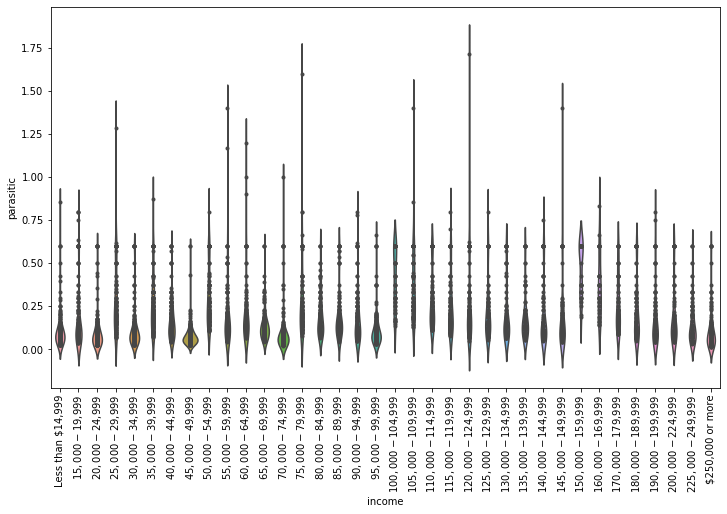 1.75
1.50
1.25
1.00
0.75
0.50
0.25
0.00
parasitic
Less than $14,999
15,000 − 19,999
20,000 − 24,999
25,000 − 29,999
30,000 − 34,999
35,000 − 39,999
40,000 − 44,999
45,000 − 49,999
50,000 − 54,999
55,000 − 59,999
60,000 − 64,999
65,000 − 69,999
70,000 − 74,999
75,000 − 79,999
80,000 − 84,999
85,000 − 89,999
90,000 − 94,999
95,000 − 99,999
100,000 − 104,999
105,000 − 109,999
110,000 − 114,999
115,000 − 119,999
120,000 − 124,999
125,000 − 129,999
130,000 − 134,999
135,000 − 139,999
140,000 − 144,999
145,000 − 149,999
150,000 − 159,999
160,000 − 169,999
170,000 − 179,999
180,000 − 189,999
190,000 − 199,999
200,000 − 224,999
225,000 − 249,999
$250,000 or more
income